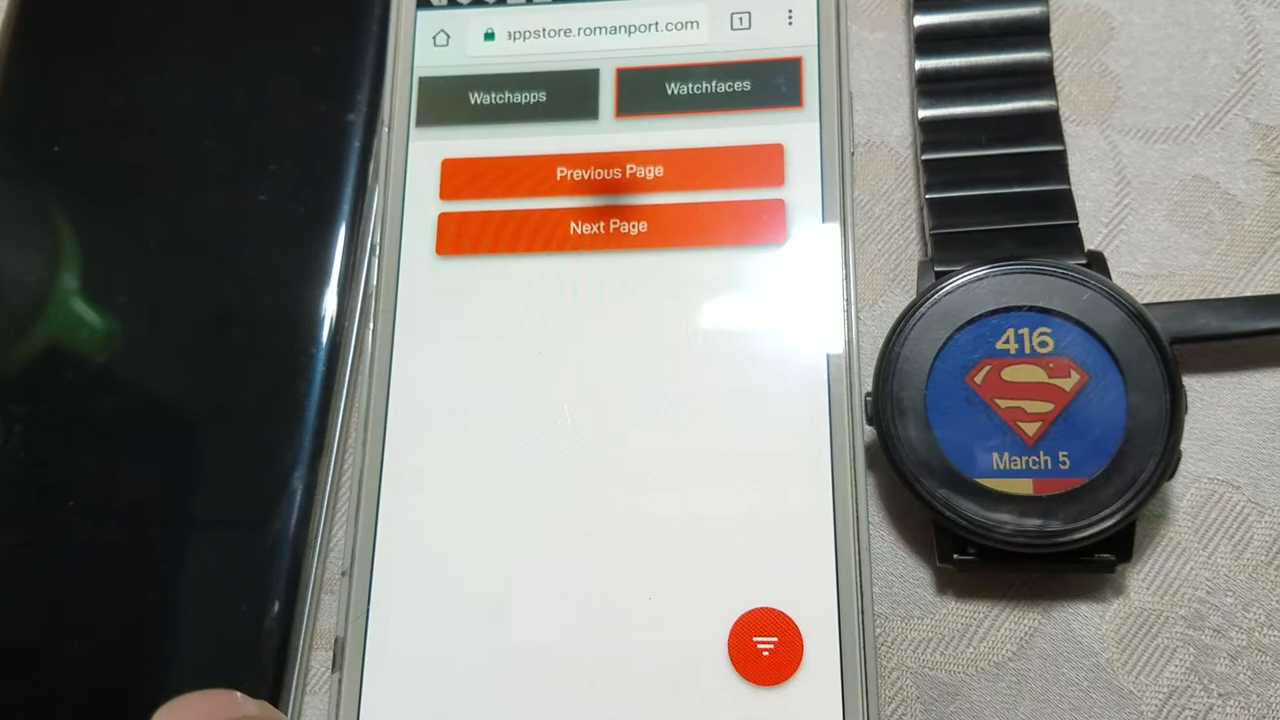 appstore.romanport.com
1
Watchapps
Watchfaces
Previous Page
Next Page
416
S
March 5